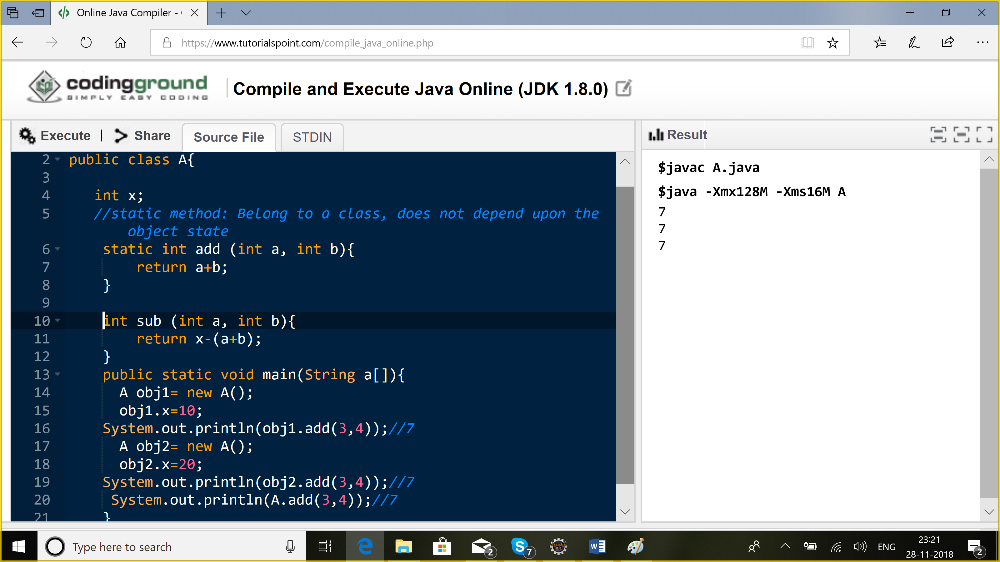 Online Java Compiler -
https://www.tutorialspoint.com/compile_java_online.php
codingground
SIMPLY EASY CODING
Compile and Execute Java Online (JDK 1.8.0)
Execute | Share Source File STDIN
Result
2 public class A{
3
4 int x;
5 //static method: Belong to a class, does not depend upon the
object state
6 static int add (int a, int b){
7 return a+b;
8 }
9
10 int sub (int a, int b){
11 return x-(a+b);
12 }
13 public static void main(String a[]){
14 A obj1= new A();
15 obj1.x=10;
16 System.out.println(obj1.add(3,4));//7
17 A obj2= new A();
18 obj2.x=20;
19 System.out.println(obj2.add(3,4));//7
20 System.out.println(A.add(3,4));//7
21 }
$javac A.java
$java -Xmx128M -Xms16M A
7
7
7
Type here to search
2
S 7
Java EE
IDE
W
ENG
23:21
28-11-2018
2